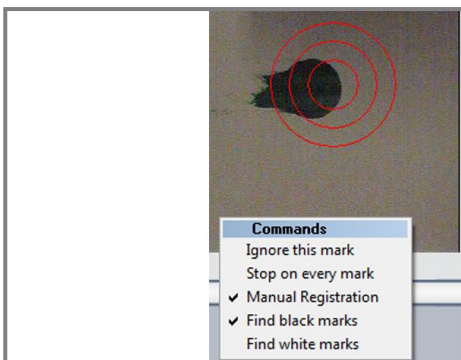 Commands
Ignore this mark
Stop on every mark
Manual Registration
Find black marks
Find white marks